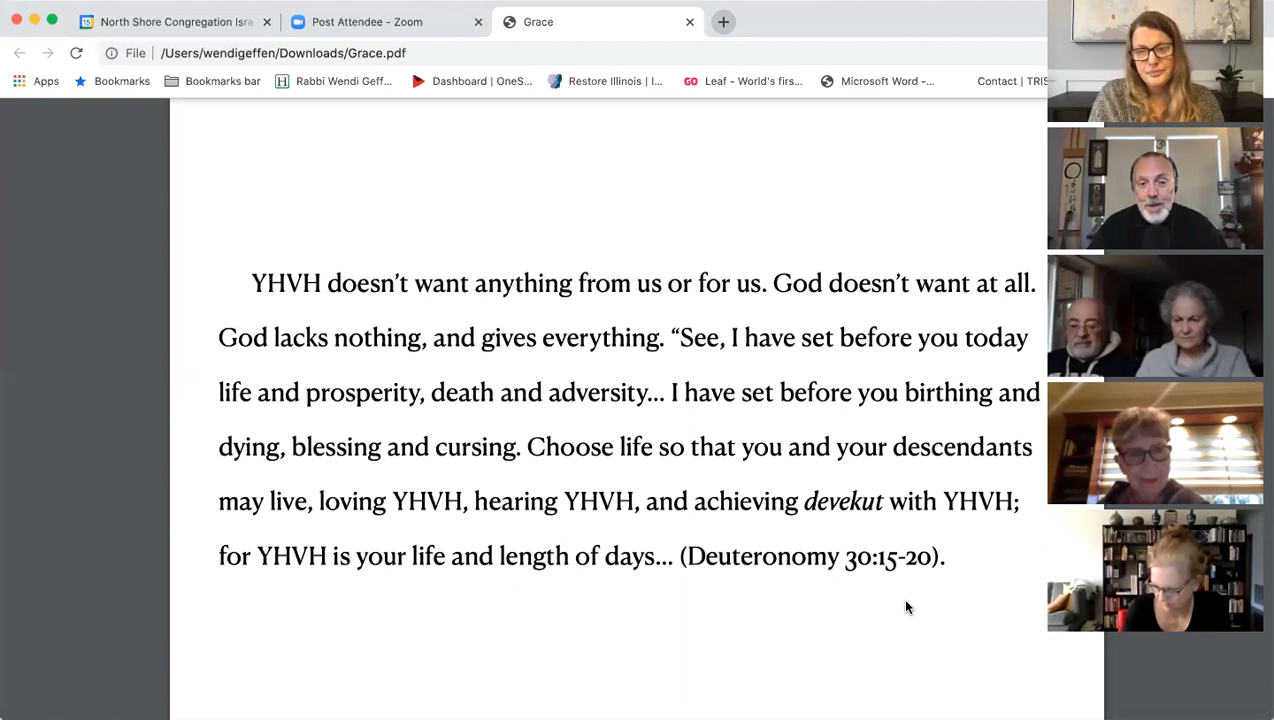 North Shore Congregation Isra
Post Attendee - Zoom
Grace
File
/Users/wendigeffen/Downloads/Grace.pdf
Apps
Bookmarks
Bookmarks bar
Rabbi Wendi Geff...
Dashboard | OneS...
Restore Illinois | I...
GO
Leaf - World's firs...
Microsoft Word -...
Contact | TRIS
YHVH doesn’t want anything from us or for us. God doesn’t want at all.
God lacks nothing, and gives everything. “See, I have set before you today
life and prosperity, death and adversity... I have set before you birthing and
dying, blessing and cursing. Choose life so that you and your descendants
may live, loving YHVH, hearing YHVH, and achieving devekut with YHVH;
for YHVH is your life and length of days... (Deuteronomy 30:15-20).